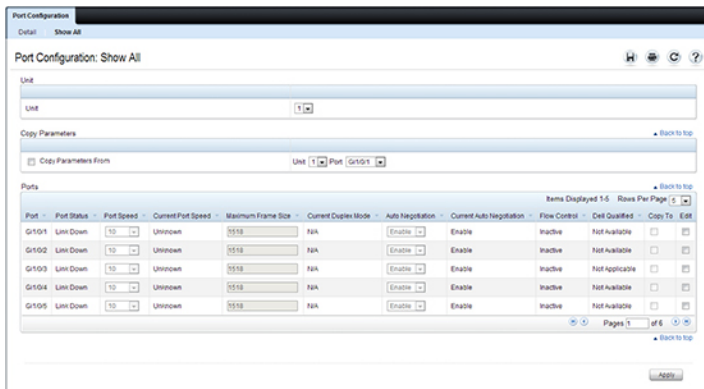 Port Configuration
Detail Show All
Port Configuration: Show All
Unit
Unit 1
Copy Parameters Back to top
Copy Parameters From Unit 1 Port Gi1/0/1
Ports Back to top
Items Displayed 1-5 Rows Per Page 5
Port Port Status Port Speed Current Port Speed Maximum Frame Size Current Duplex Mode Auto Negotiation Current Auto Negotiation Flow Control Dell Qualified Copy To Edit
Gi1/0/1 Link Down 10 Unknown 1518 N/A Enable Enable Inactive Not Available
Gi1/0/2 Link Down 10 Unknown 1518 N/A Enable Enable Inactive Not Available
Gi1/0/3 Link Down 10 Unknown 1518 N/A Enable Enable Inactive Not Applicable
Gi1/0/4 Link Down 10 Unknown 1518 N/A Enable Enable Inactive Not Available
Gi1/0/5 Link Down 10 Unknown 1518 N/A Enable Enable Inactive Not Available
Pages 1 of 6
Back to top
Apply